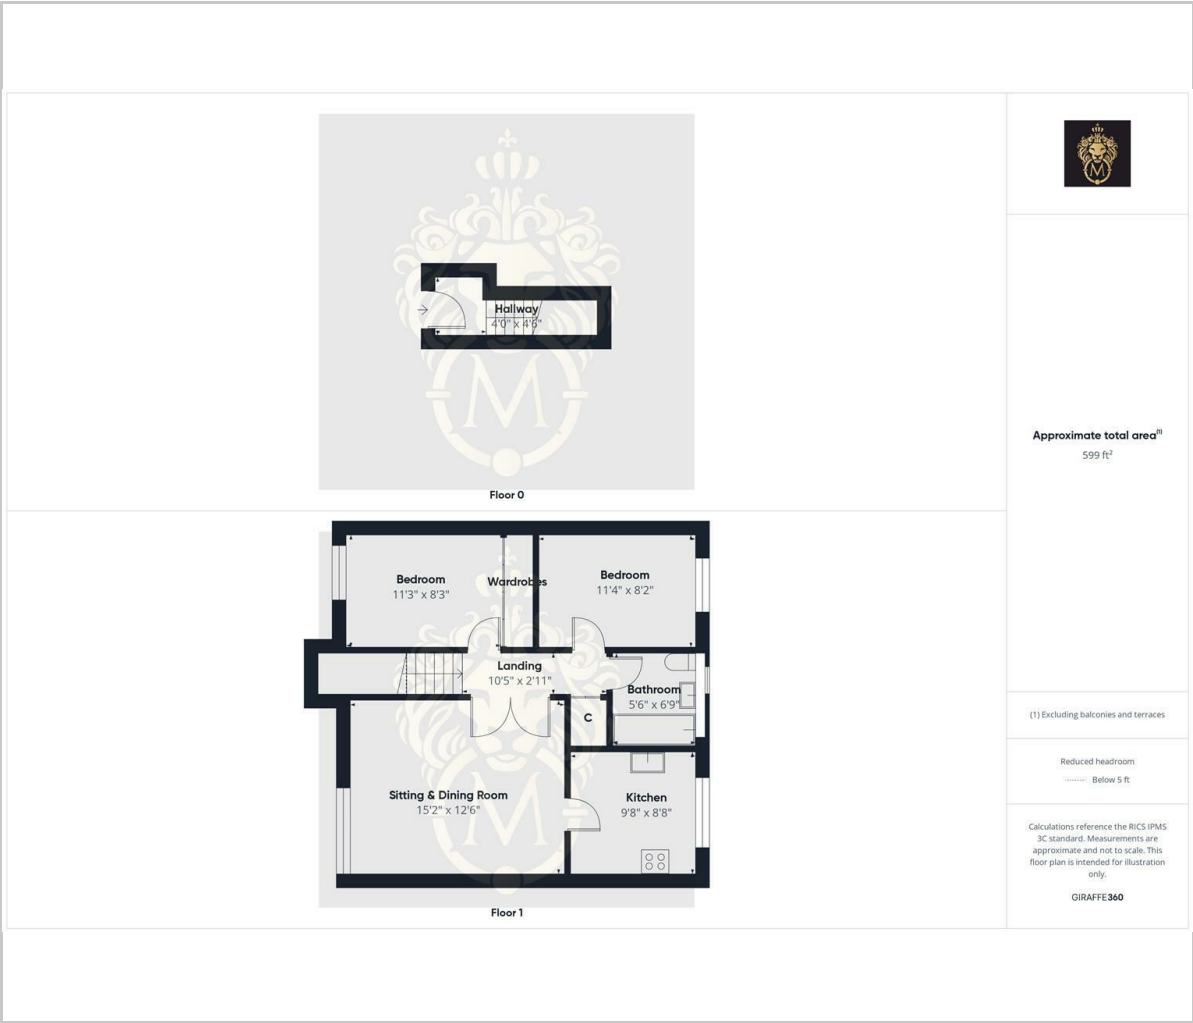 M
Hallway
4'0" x 4'6"
M
Floor 0
Approximate total area(1)
599 ft²
Bedroom
11'3" x 8'3"
Wardrobes
Bedroom
11'4" x 8'2"
Landing
10'5" x 2'11"
Bathroom
5'6" x 6'9"
C
Sitting & Dining Room
15'2" x 12'6"
Kitchen
9'8" x 8'8"
M
Floor 1
(1) Excluding balconies and terraces
Reduced headroom
Below 5 ft
Calculations reference the RICS IPMS
3C standard. Measurements are
approximate and not to scale. This
floor plan is intended for illustration
only.
GIRAFFE360